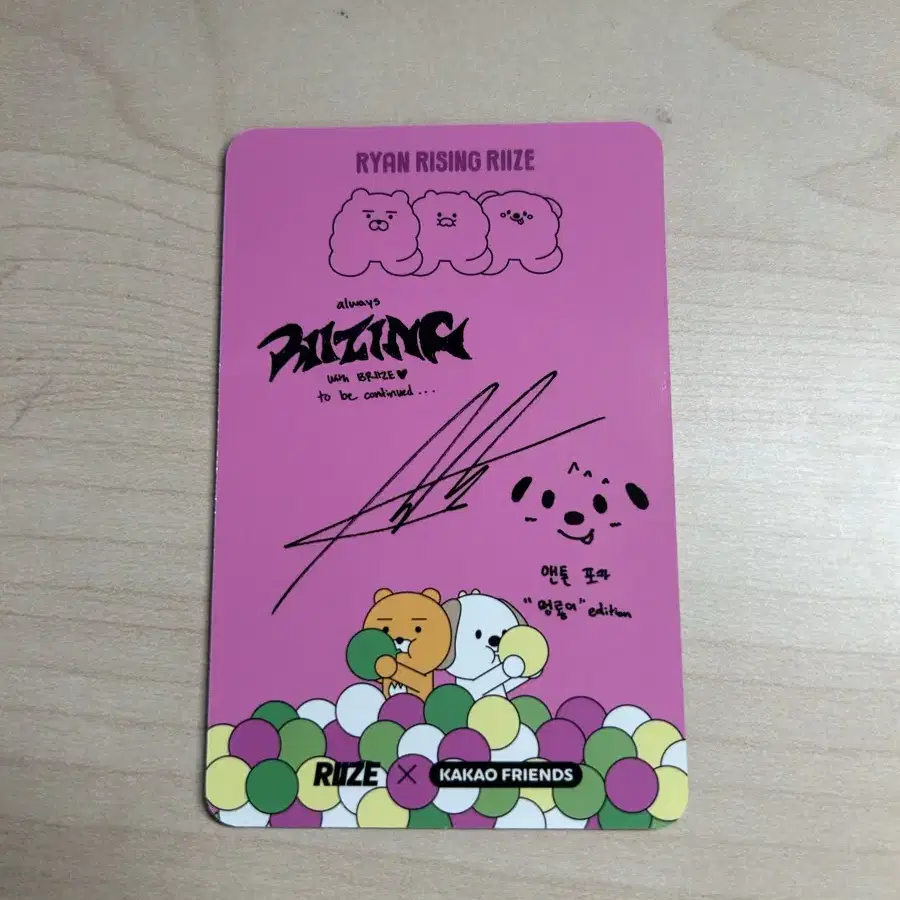 RYAN RISING RIIZE
always
RIIZING
with BRIIZE♥
to be continued...
앤톤 포카
"멍룡이" edition
RIIZE × KAKAO FRIENDS